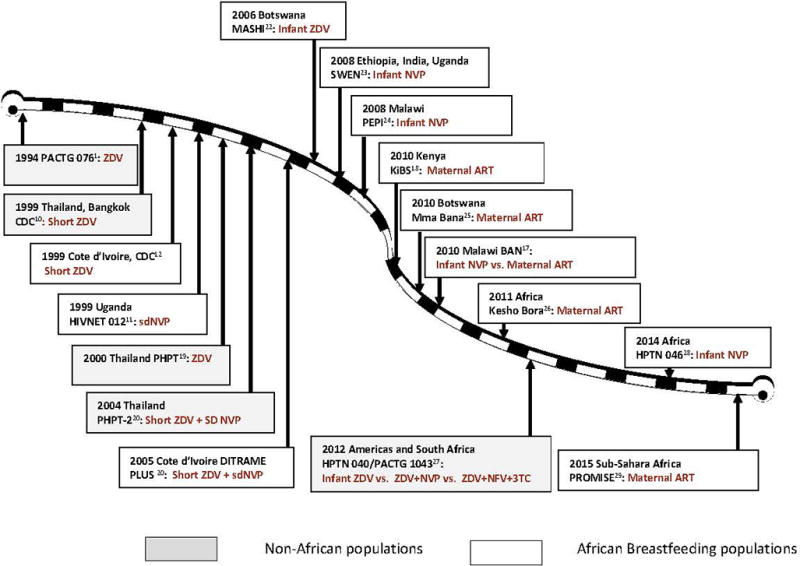 2006 Botswana
MASHI22: Infant ZDV
2008 Ethiopia, India, Uganda
SWEN23: Infant NVP
2008 Malawi
PEPI24: Infant NVP
2010 Kenya
KiBS18: Maternal ART
2010 Botswana
Mma Bana25: Maternal ART
2010 Malawi BAN17:
Infant NVP vs. Maternal ART
2011 Africa
Kesho Bora26: Maternal ART
2014 Africa
HPTN 04628: Infant NVP
1994 PACTG 0761: ZDV
1999 Thailand, Bangkok
CDC10: Short ZDV
1999 Cote d'Ivoire, CDC12
Short ZDV
1999 Uganda
HIVNET 01211: sdNVP
2000 Thailand PHPT19: ZDV
2004 Thailand
PHPT-220: Short ZDV + SD NVP
2005 Cote d'Ivoire DITRAME
PLUS 20: Short ZDV + sdNVP
2012 Americas and South Africa
HPTN 040/PACTG 104327:
Infant ZDV vs. ZDV+NVP vs. ZDV+NFV+3TC
2015 Sub-Sahara Africa
PROMISE29: Maternal ART
Non-African populations
African Breastfeeding populations